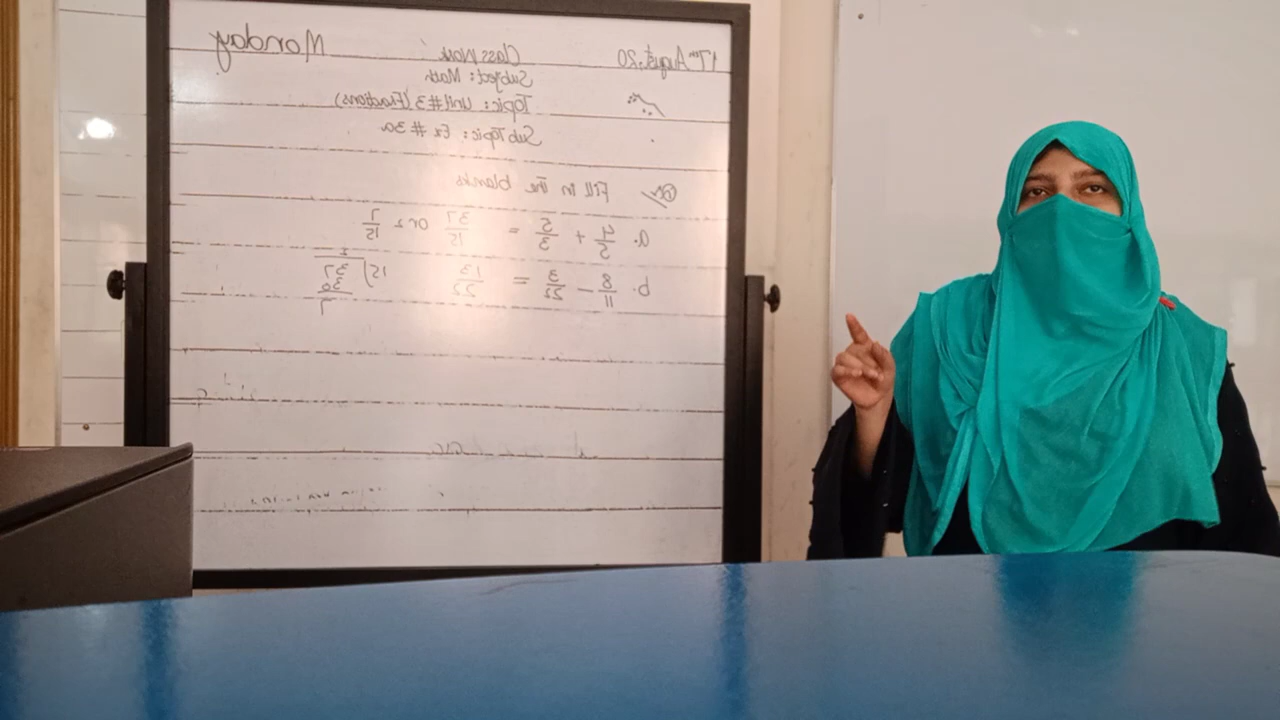 17th August, 20 Class Work Monday
Subject: Math
Topic: Unit # 3 (Fractions)
Sub Topic: Ex # 3a
Fill in the blanks
a. 4/5 + 5/3 = 37/15 or 2 7/15
b. 8/11 - 3/22 = 13/22
2
15)37
30
7